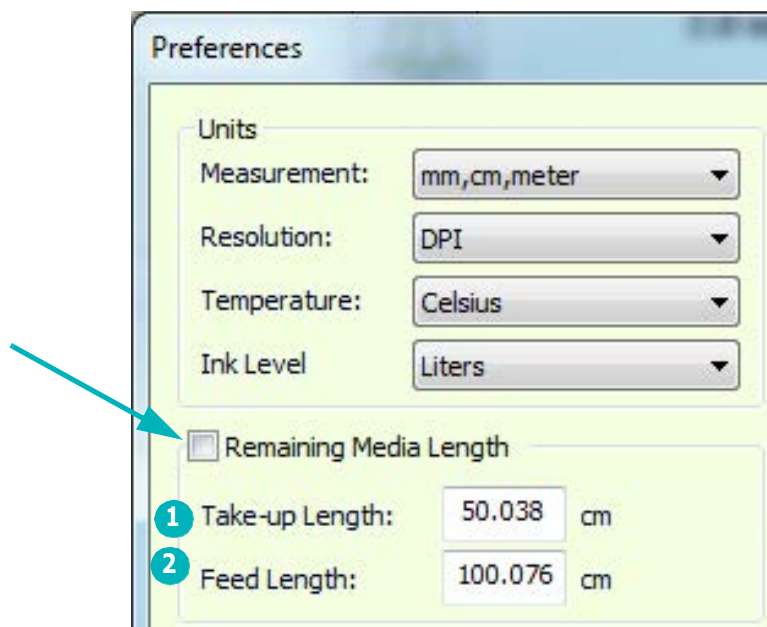 Preferences
Units
Measurement: mm,cm,meter
Resolution: DPI
Temperature: Celsius
Ink Level Liters
Remaining Media Length
1 Take-up Length: 50.038 cm
2 Feed Length: 100.076 cm